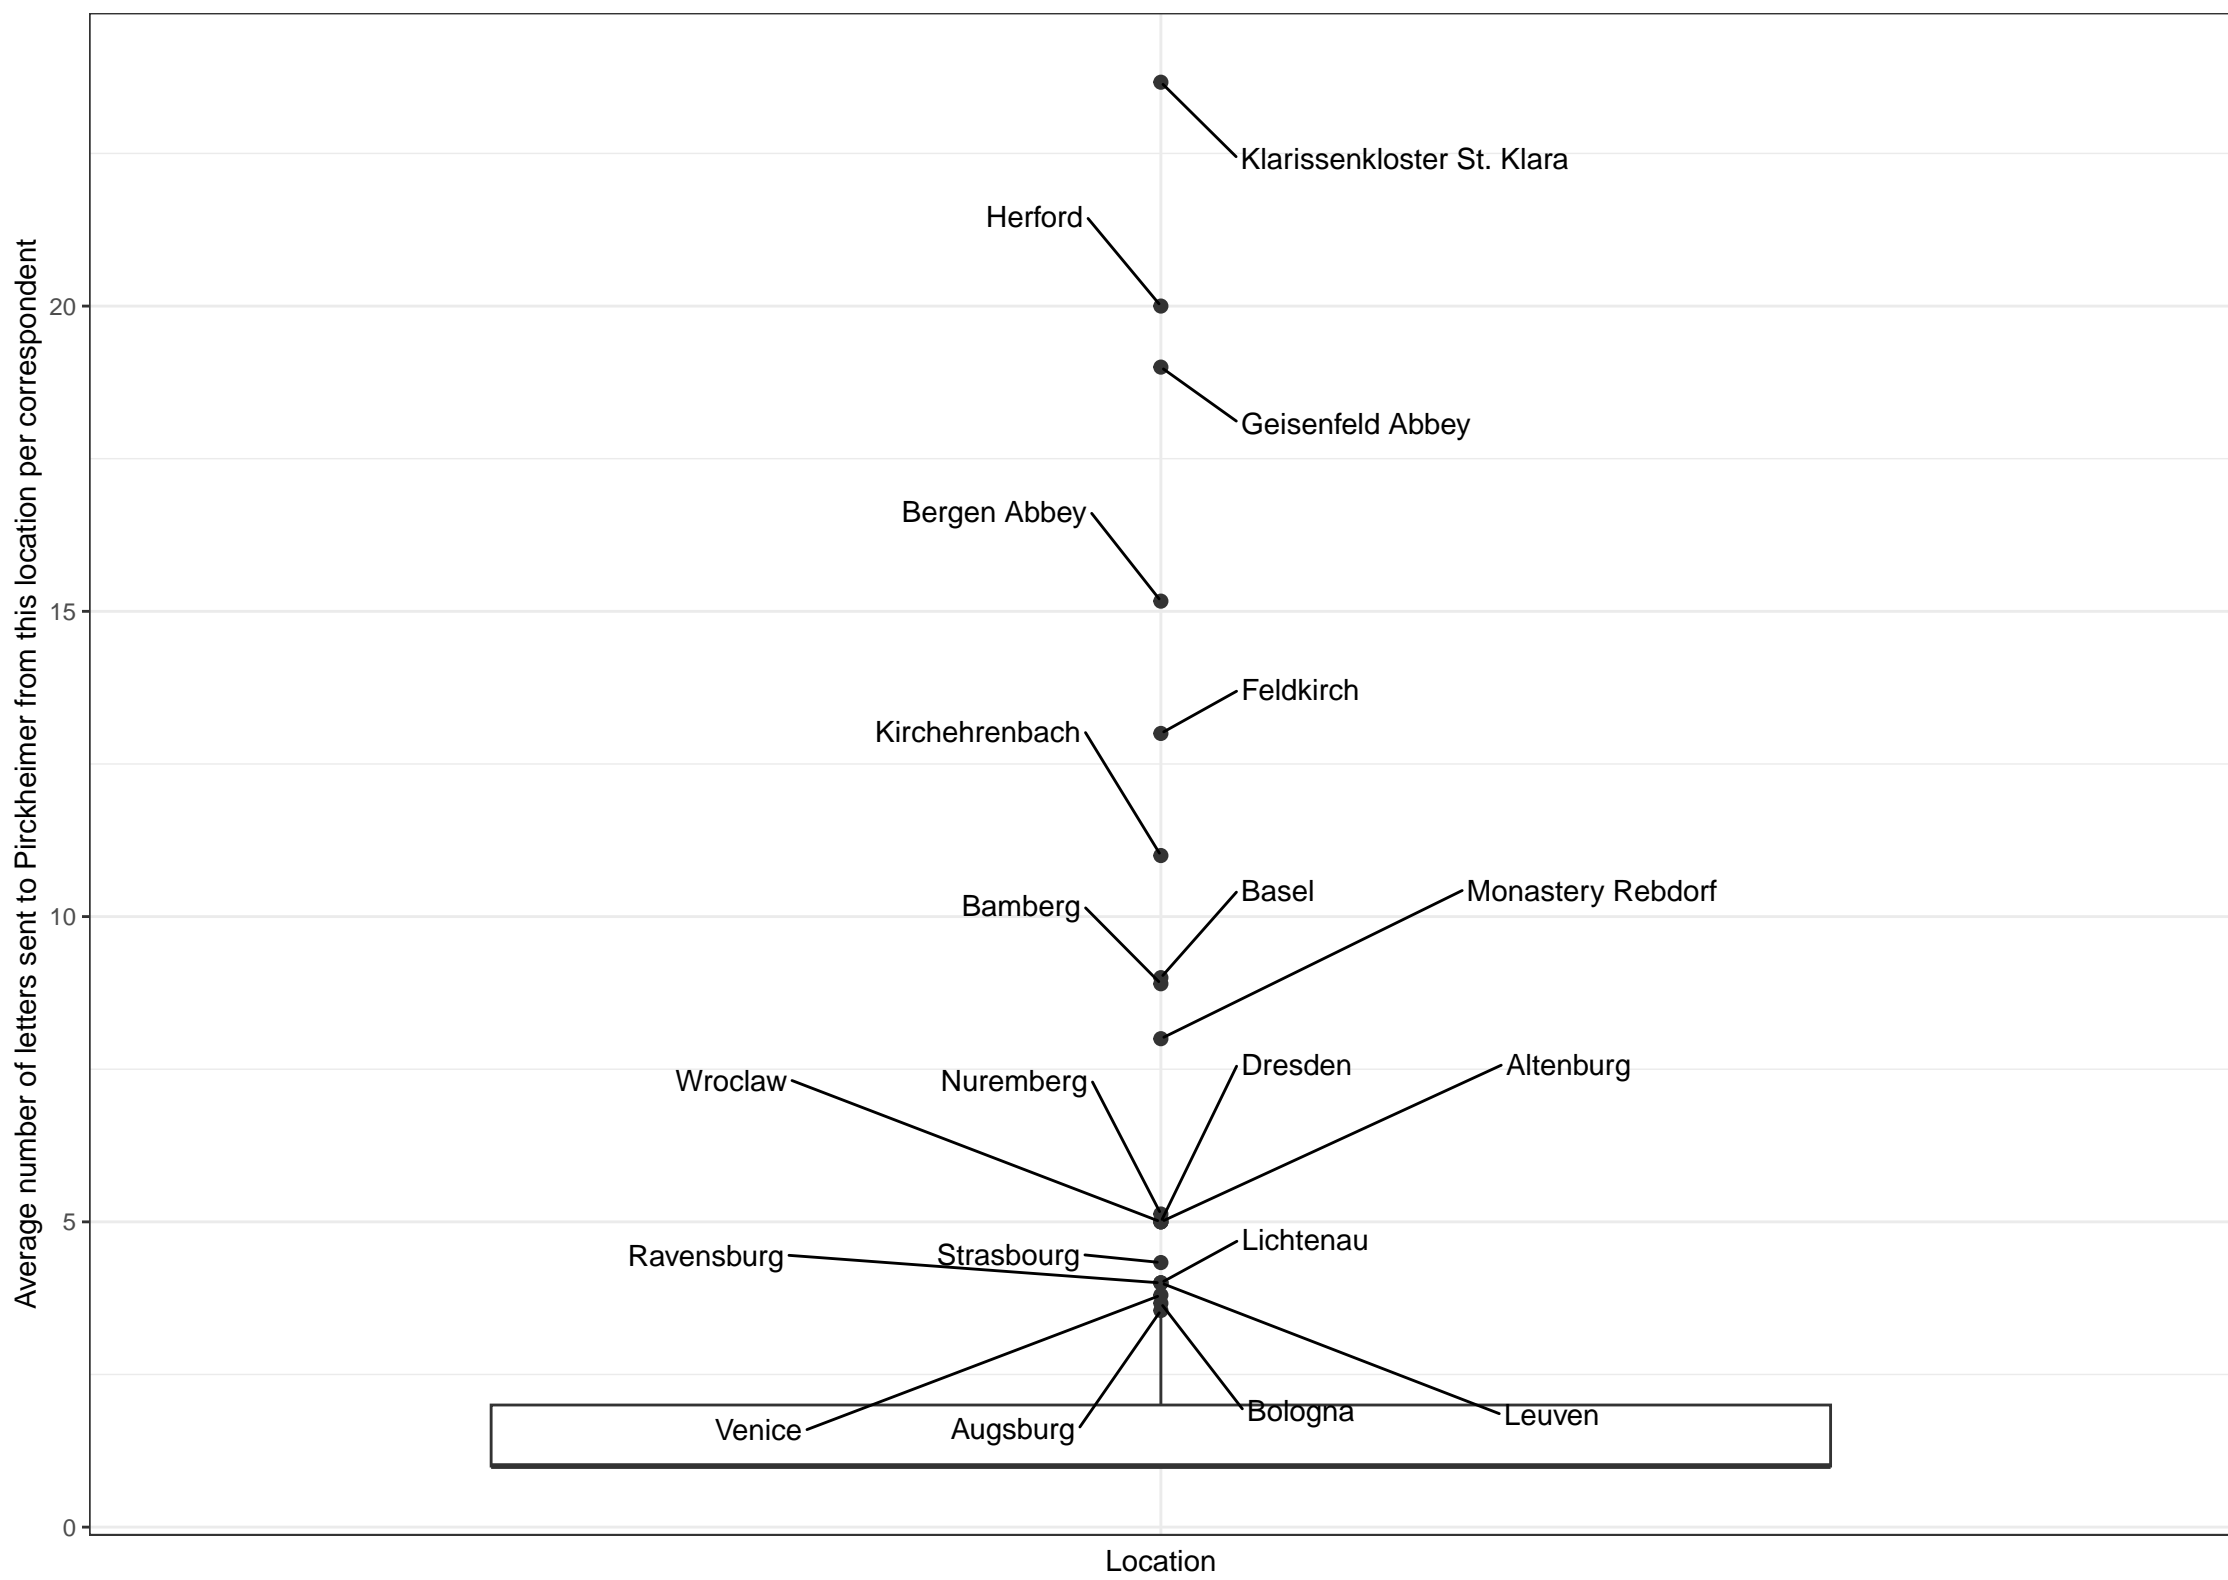 Klarissenkloster St. Klara
Herford
20
Geisenfeld Abbey
Bergen Abbey
15
Feldkirch
Kirchehrenbach
Basel
Monastery Rebdorf
Bamberg
10
Dresden
Altenburg
Wroclaw
Nuremberg
5
Lichtenau
Ravensburg
Strasbourg
Bologna
Leuven
Venice
Augsburg
0
Location
Average number of letters sent to Pirckheimer from this location per correspondent